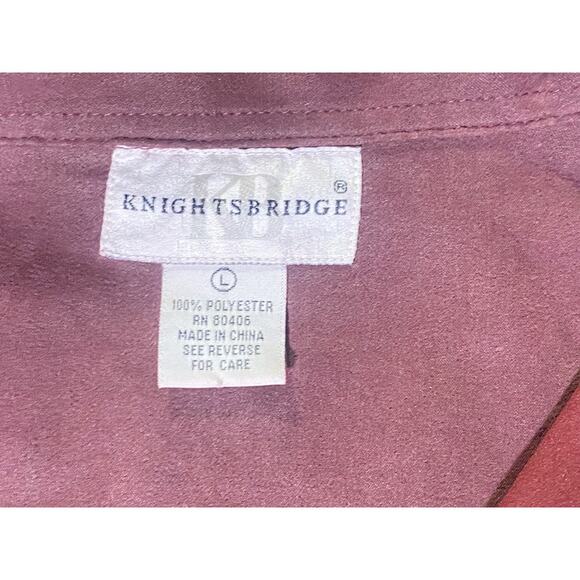 KNIGHTSBRIDGE ®
L
100% POLYESTER
RN 80406
MADE IN CHINA
SEE REVERSE
FOR CARE